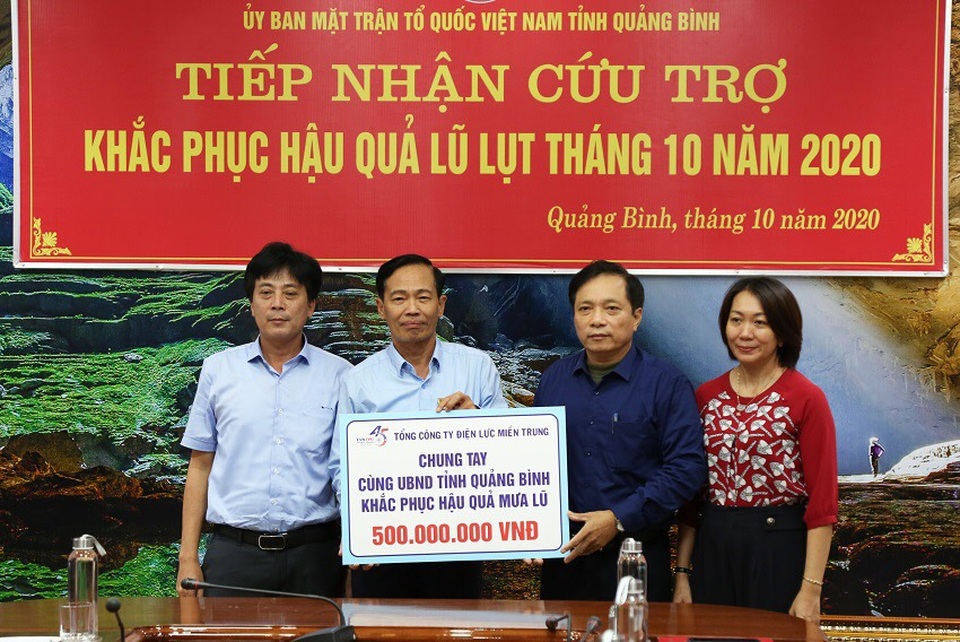 ỦY BAN MẶT TRẬN TỔ QUỐC VIỆT NAM TỈNH QUẢNG BÌNH
TIẾP NHẬN CỨU TRỢ
KHẮC PHỤC HẬU QUẢ LŨ LỤT THÁNG 10 NĂM 2020
Quảng Bình, tháng 10 năm 2020
45
EVNCPC
TỔNG CÔNG TY ĐIỆN LỰC MIỀN TRUNG
CHUNG TAY
CÙNG UBND TỈNH QUẢNG BÌNH
KHẮC PHỤC HẬU QUẢ MƯA LŨ
500.000.000 VNĐ